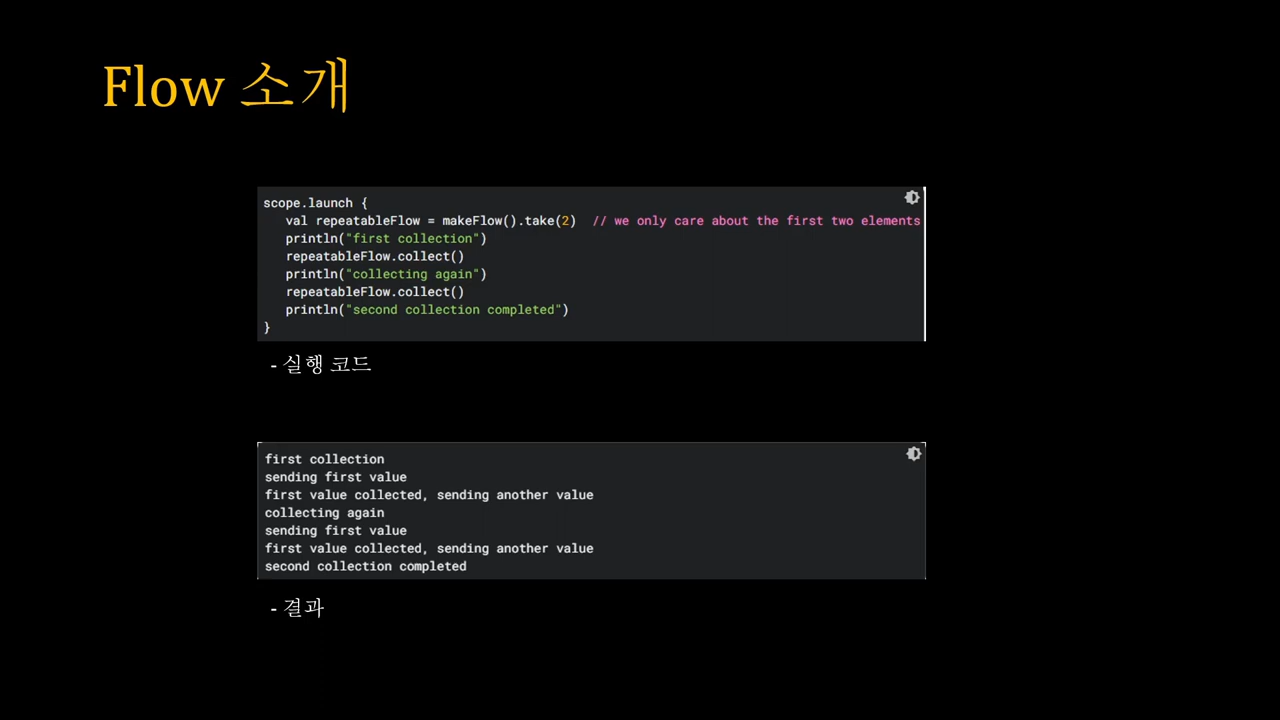 Flow 소개
scope.launch {
   val repeatableFlow = makeFlow().take(2)  // we only care about the first two elements
   println("first collection")
   repeatableFlow.collect()
   println("collecting again")
   repeatableFlow.collect()
   println("second collection completed")
}
- 실행 코드
first collection
sending first value
first value collected, sending another value
collecting again
sending first value
first value collected, sending another value
second collection completed
- 결과